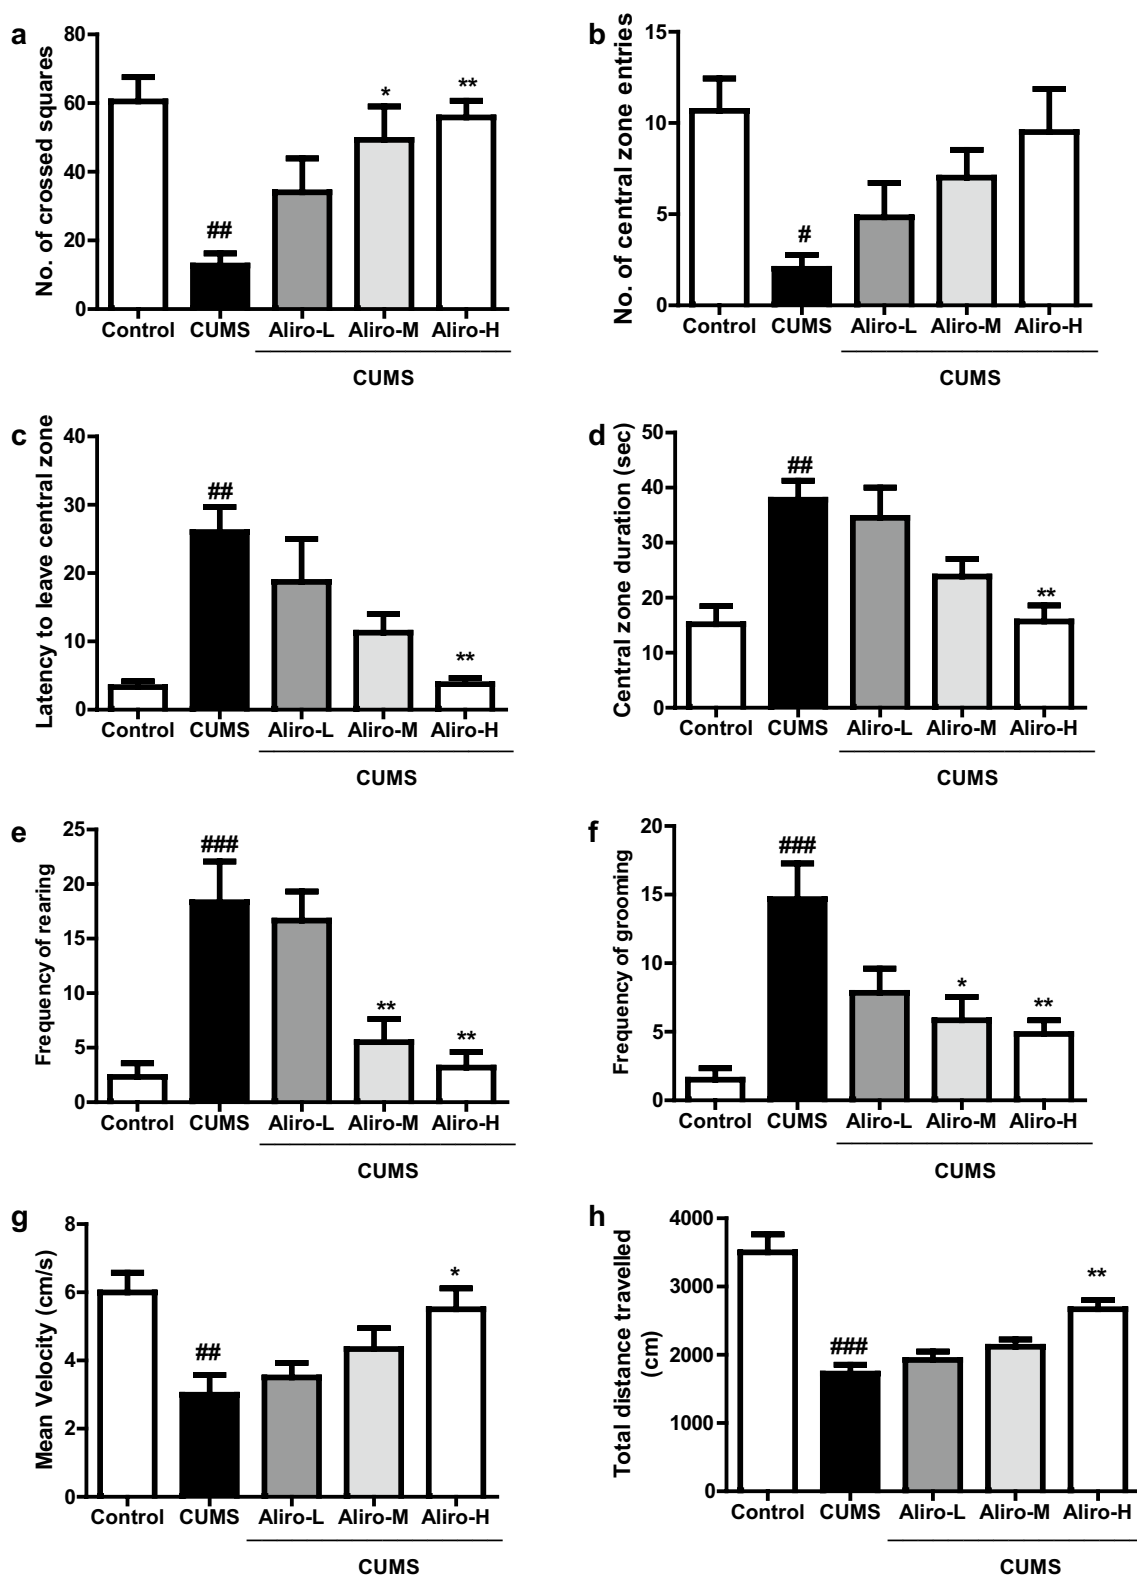 a
No. of crossed squares
80
60
40
20
0
##
*
**
Control CUMS Aliro-L Aliro-M Aliro-H
CUMS
b
No. of central zone entries
15
10
5
0
#
Control CUMS Aliro-L Aliro-M Aliro-H
CUMS
c
Latency to leave central zone
40
30
20
10
0
##
**
Control CUMS Aliro-L Aliro-M Aliro-H
CUMS
d
Central zone duration (sec)
50
40
30
20
10
0
##
**
Control CUMS Aliro-L Aliro-M Aliro-H
CUMS
e
Frequency of rearing
25
20
15
10
5
0
###
**
**
Control CUMS Aliro-L Aliro-M Aliro-H
CUMS
f
Frequency of grooming
20
15
10
5
0
###
*
**
Control CUMS Aliro-L Aliro-M Aliro-H
CUMS
g
Mean Velocity (cm/s)
8
6
4
2
0
##
*
Control CUMS Aliro-L Aliro-M Aliro-H
CUMS
h
Total distance travelled
(cm)
4000
3000
2000
1000
0
###
**
Control CUMS Aliro-L Aliro-M Aliro-H
CUMS